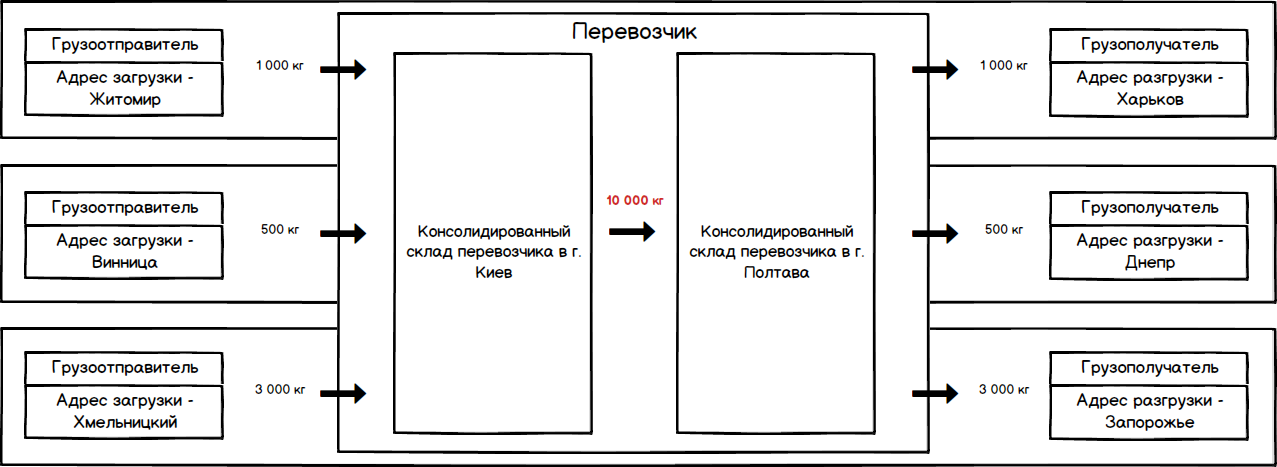 Перевозчик
Грузоотправитель
Адрес загрузки -
Житомир
1 000 кг
1 000 кг
Грузополучатель
Адрес разгрузки -
Харьков
Грузоотправитель
Адрес загрузки -
Винница
500 кг
Консолидированный
склад перевозчика в г.
Киев
10 000 кг
Консолидированный
склад перевозчика в г.
Полтава
500 кг
Грузополучатель
Адрес разгрузки -
Днепр
Грузоотправитель
Адрес загрузки -
Хмельницкий
3 000 кг
3 000 кг
Грузополучатель
Адрес разгрузки -
Запорожье